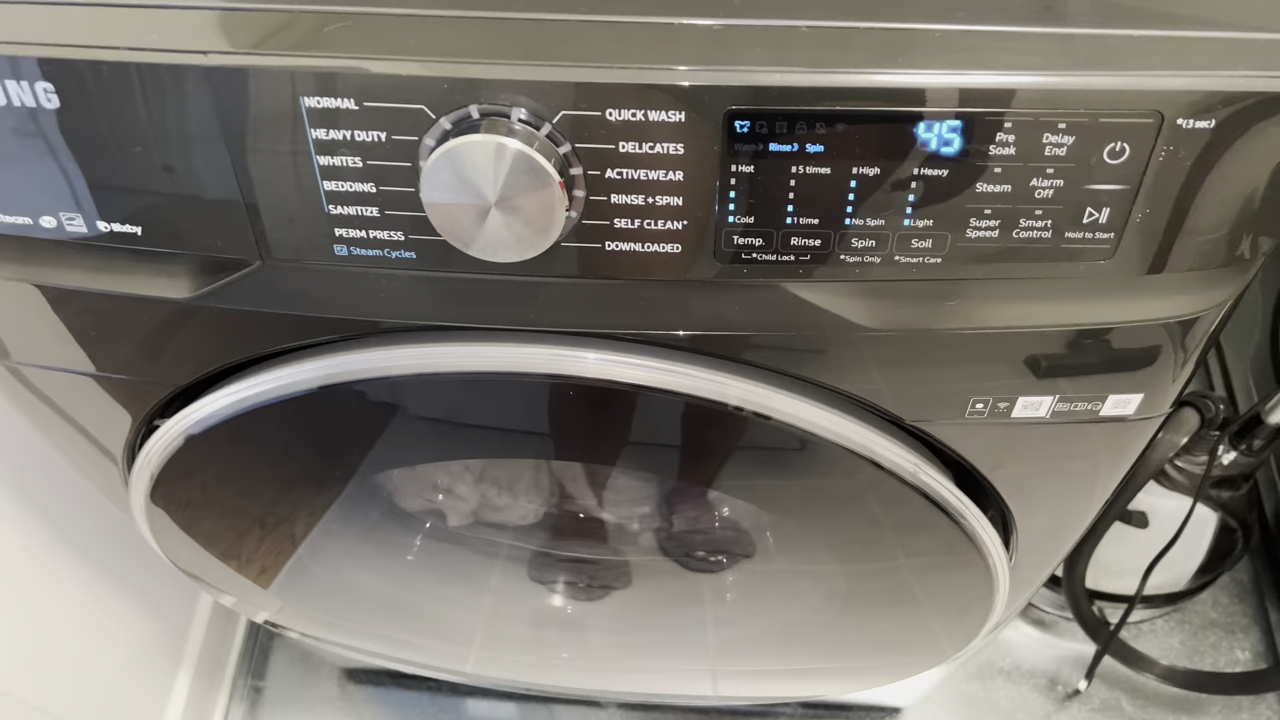 UNG
NORMAL
HEAVY DUTY
WHITES
BEDDING
SANITIZE
PERM PRESS
Steam Cycles
QUICK WASH
DELICATES
ACTIVEWEAR
RINSE+SPIN
SELF CLEAN*
DOWNLOADED
Bixby
45
Wash Rinse Spin
Hot 5 times High Heavy
Cold 1 time No Spin Light
Temp. Rinse Spin Soil
*Child Lock *Spin Only *Smart Care
Pre Soak
Delay End
Steam
Alarm Off
Super Speed
Smart Control
Hold to Start
*(3 sec)